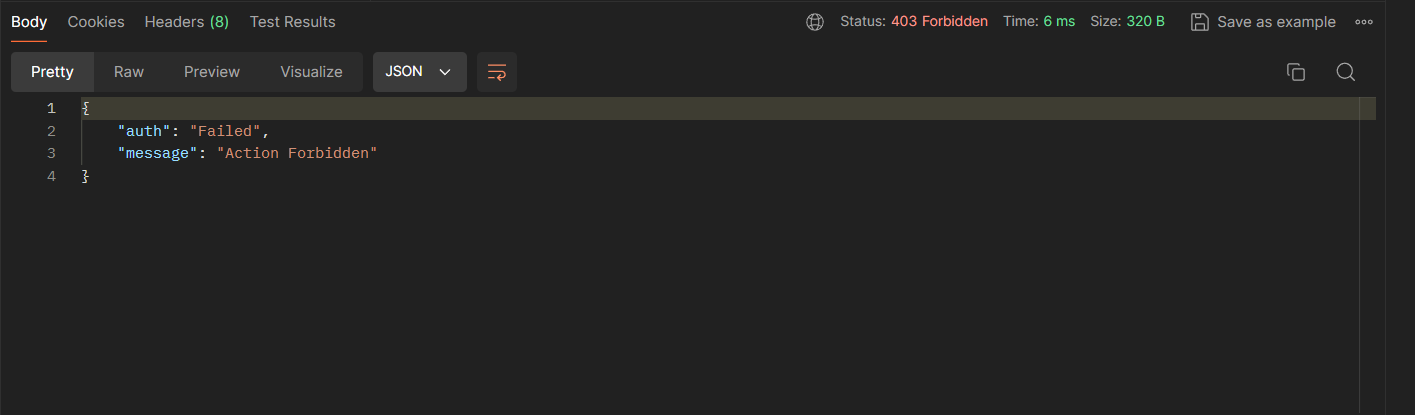 Body Cookies Headers (8) Test Results Status: 403 Forbidden Time: 6 ms Size: 320 B Save as example
Pretty Raw Preview Visualize JSON
1 {
2 "auth": "Failed",
3 "message": "Action Forbidden"
4 }